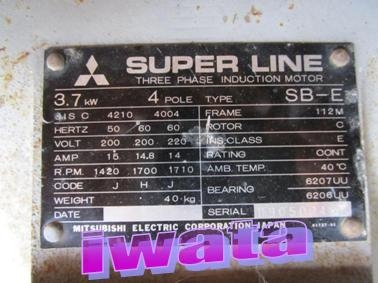 SUPER LINE
THREE PHASE INDUCTION MOTOR
3.7 kW 4 POLE TYPE SB-E
JISC 4210 4004 FRAME 112M
HERTZ 50 60 60 ROTOR C
VOLT 200 200 220 INS.CLASS E
AMP 15 14.8 14 RATING CONT
R.P.M. 1420 1700 1710 AMB. TEMP. 40°C
CODE J H J BEARING 6207UU
WEIGHT 40 kg 6206UU
DATE SERIAL
MITSUBISHI ELECTRIC CORPORATION JAPAN
iwata